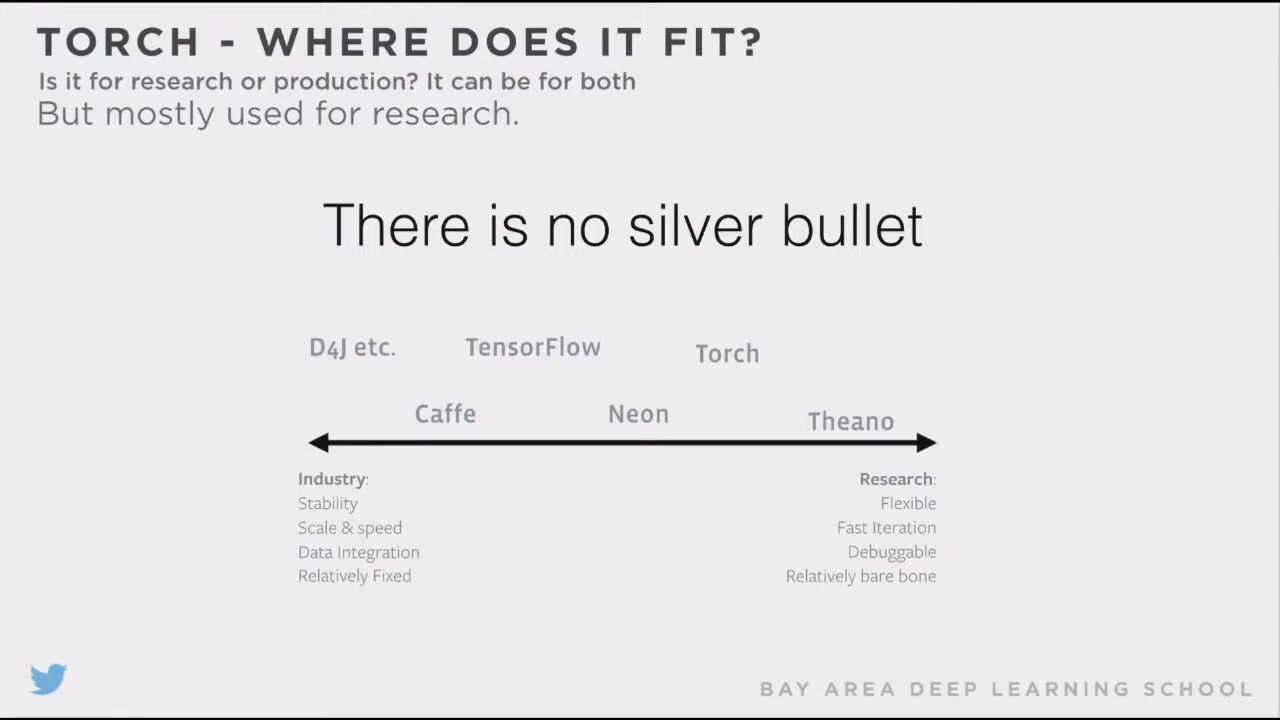 TORCH - WHERE DOES IT FIT?
Is it for research or production? It can be for both
But mostly used for research.
There is no silver bullet
D4J etc.
TensorFlow
Torch
Caffe
Neon
Theano
Industry:
Stability
Scale & speed
Data Integration
Relatively Fixed
Research:
Flexible
Fast Iteration
Debuggable
Relatively bare bone
BAY AREA DEEP LEARNING SCHOOL